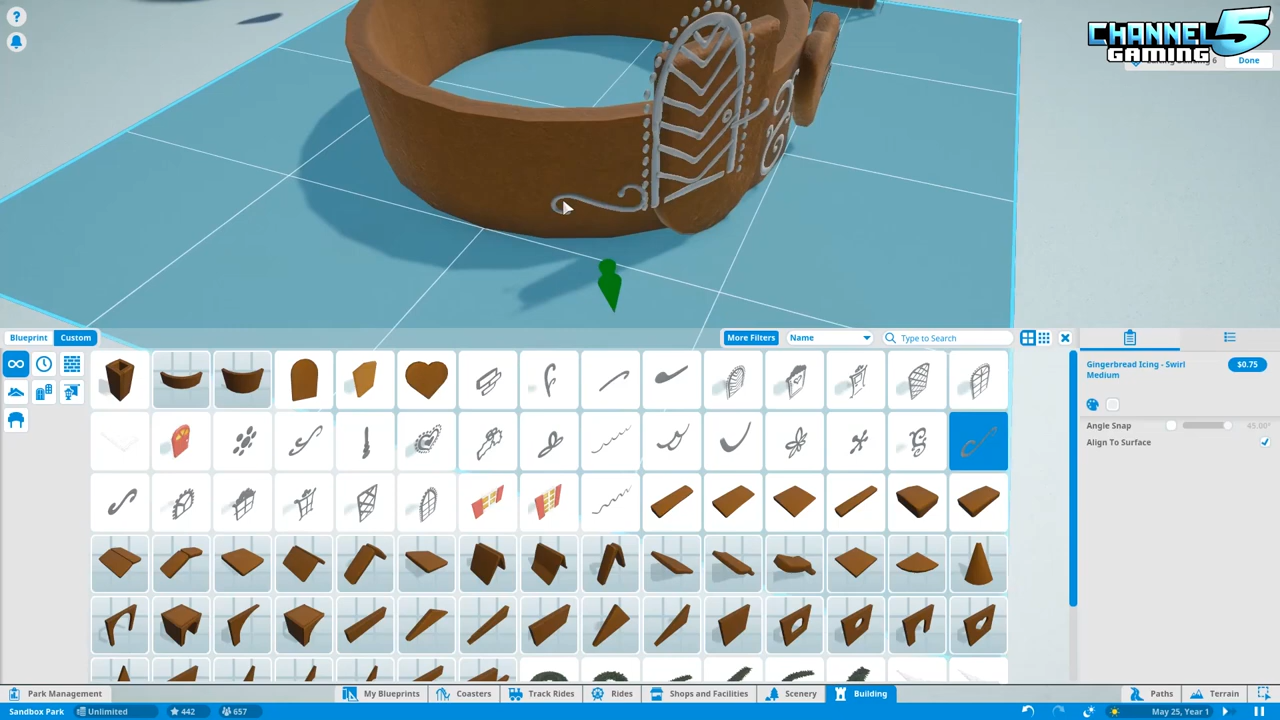 ?
CHANNEL 5
GAMING
6
Done
Blueprint
Custom
More Filters
Name
Type to Search
Gingerbread Icing - Swirl
Medium
$0.75
Angle Snap
45.00°
Align To Surface
Park Management
My Blueprints
Coasters
Track Rides
Rides
Shops and Facilities
Scenery
Building
Paths
Terrain
Sandbox Park
Unlimited
442
657
May 25, Year 1